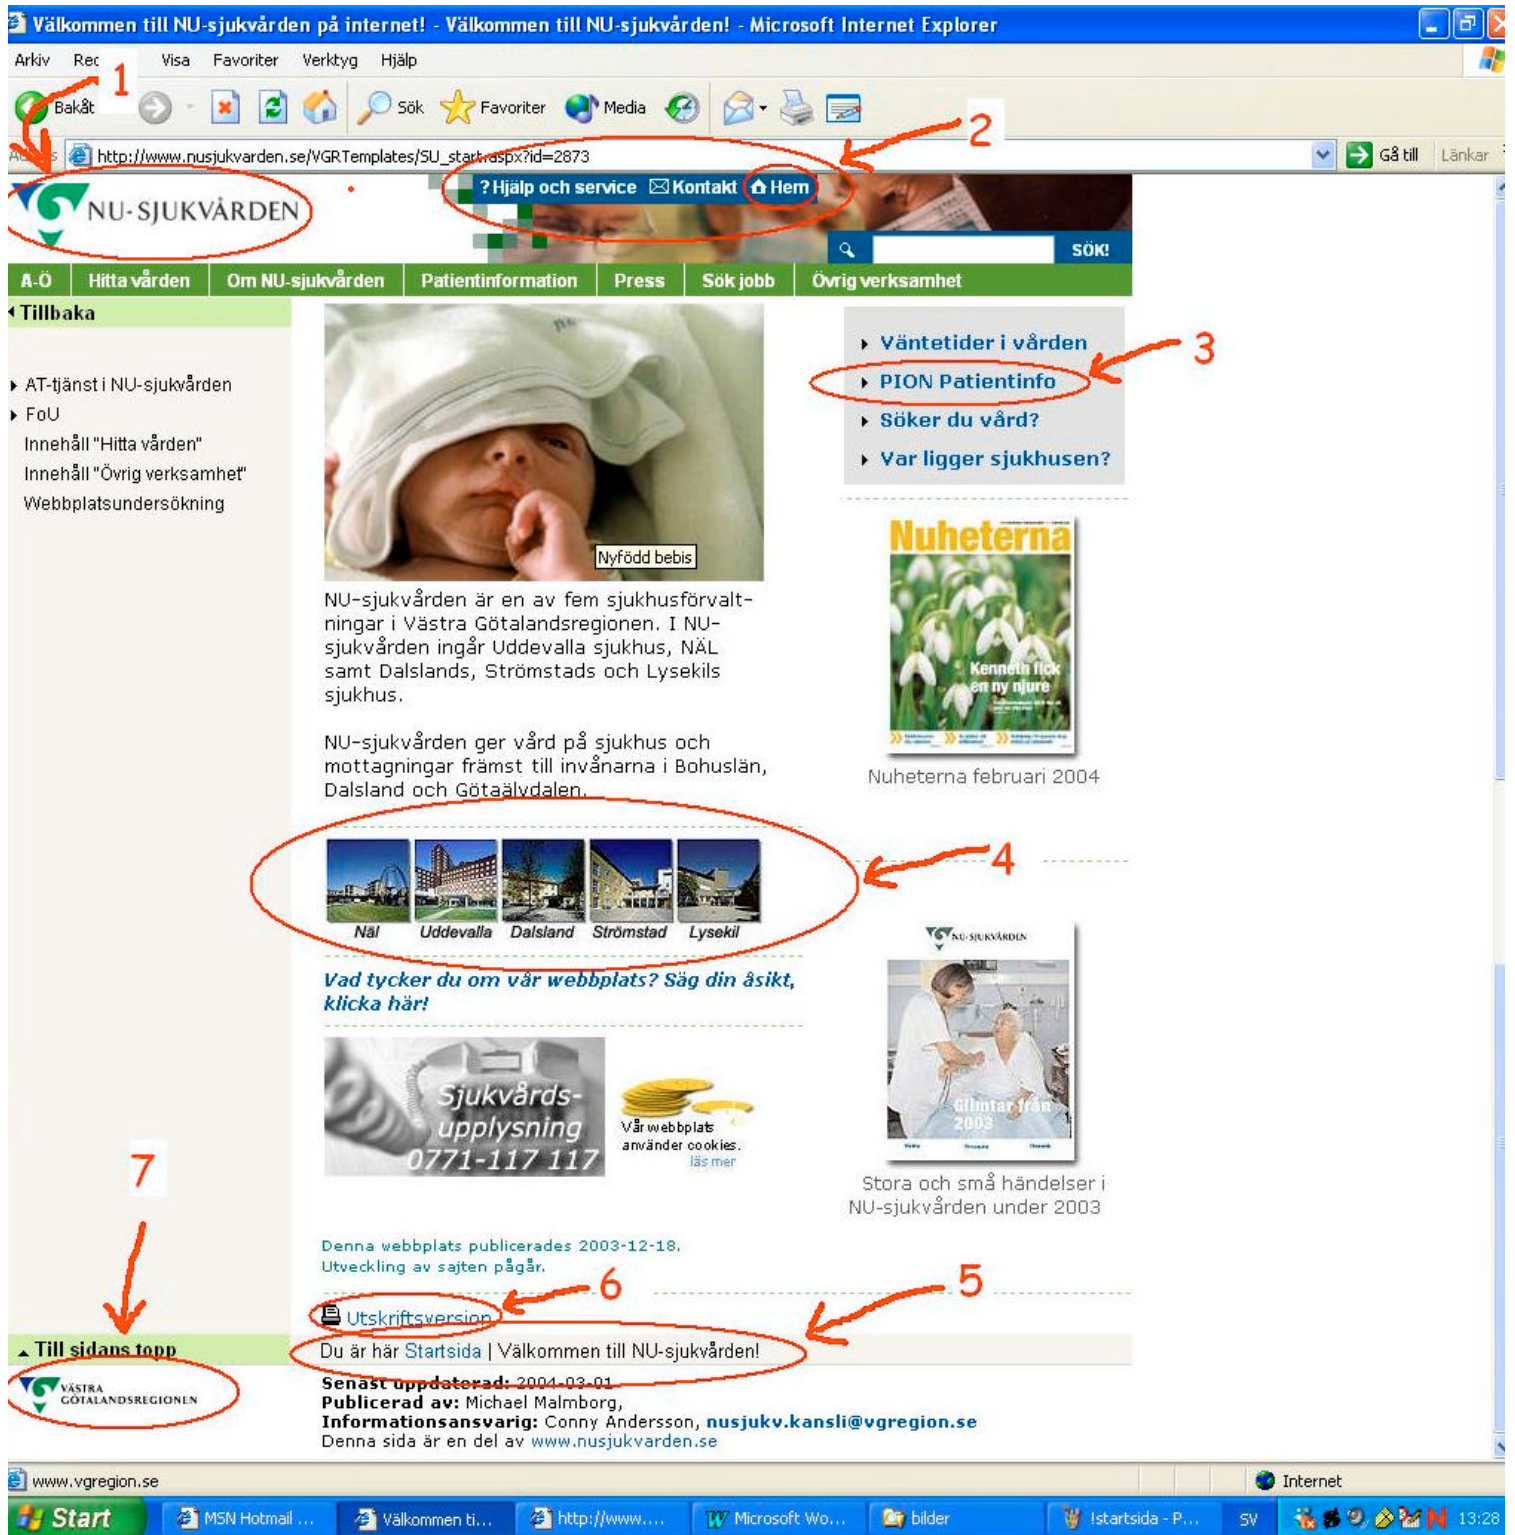 Välkommen till NU-sjukvården på internet! - Välkommen till NU-sjukvården! - Microsoft Internet Explorer
Arkiv Visa Favoriter Verktyg Hjälp
1
Bakåt Sök Favoriter Media
2
http://www.nusjukvarden.se/VGRTemplates/SU_start.aspx?id=2873 Gå till Länkar
NU-SJUKVÅRDEN
? Hjälp och service Kontakt Hem
SÖK!
A-Ö Hitta vården Om NU-sjukvården Patientinformation Press Sök jobb Övrig verksamhet
Tillbaka
AT-tjänst i NU-sjukvården
FoU
Innehåll "Hitta vården"
Innehåll "Övrig verksamhet"
Webbplatsundersökning
Nyfödd bebis
NU-sjukvården är en av fem sjukhusförvalt-
ningar i Västra Götalandsregionen. I NU-
sjukvården ingår Uddevalla sjukhus, NÄL
samt Dalslands, Strömstads och Lysekils
sjukhus.
NU-sjukvården ger vård på sjukhus och
mottagningar främst till invånarna i Bohuslän,
Dalsland och Götaälvdalen.
4
Näl Uddevalla Dalsland Strömstad Lysekil
Vad tycker du om vår webbplats? Säg din åsikt,
klicka här!
Sjukvårds-
upplysning
0771-117 117
Vår webbplats
använder cookies.
läs mer
Denna webbplats publicerades 2003-12-18.
Utveckling av sajten pågår.
6
5
Utskriftsversion
Du är här Startsida | Välkommen till NU-sjukvården!
Senast uppdaterad: 2004-03-01
Publicerad av: Michael Malmborg,
Informationsansvarig: Conny Andersson, nusjukv.kansli@vgregion.se
Denna sida är en del av www.nusjukvarden.se
Väntetider i vården
3
PION Patientinfo
Söker du vård?
Var ligger sjukhusen?
Nuheterna
Kenneth fick
en ny njure
Nuheterna februari 2004
NU-SJUKVÅRDEN
Glimtar från
2003
Stora och små händelser i
NU-sjukvården under 2003
7
Till sidans topp
VÄSTRA
GÖTALANDSREGIONEN
www.vgregion.se Internet
Start MSN Hotmail ... Välkommen ti... http://www.... Microsoft Wo... bilder !startsida - P... SV 13:28